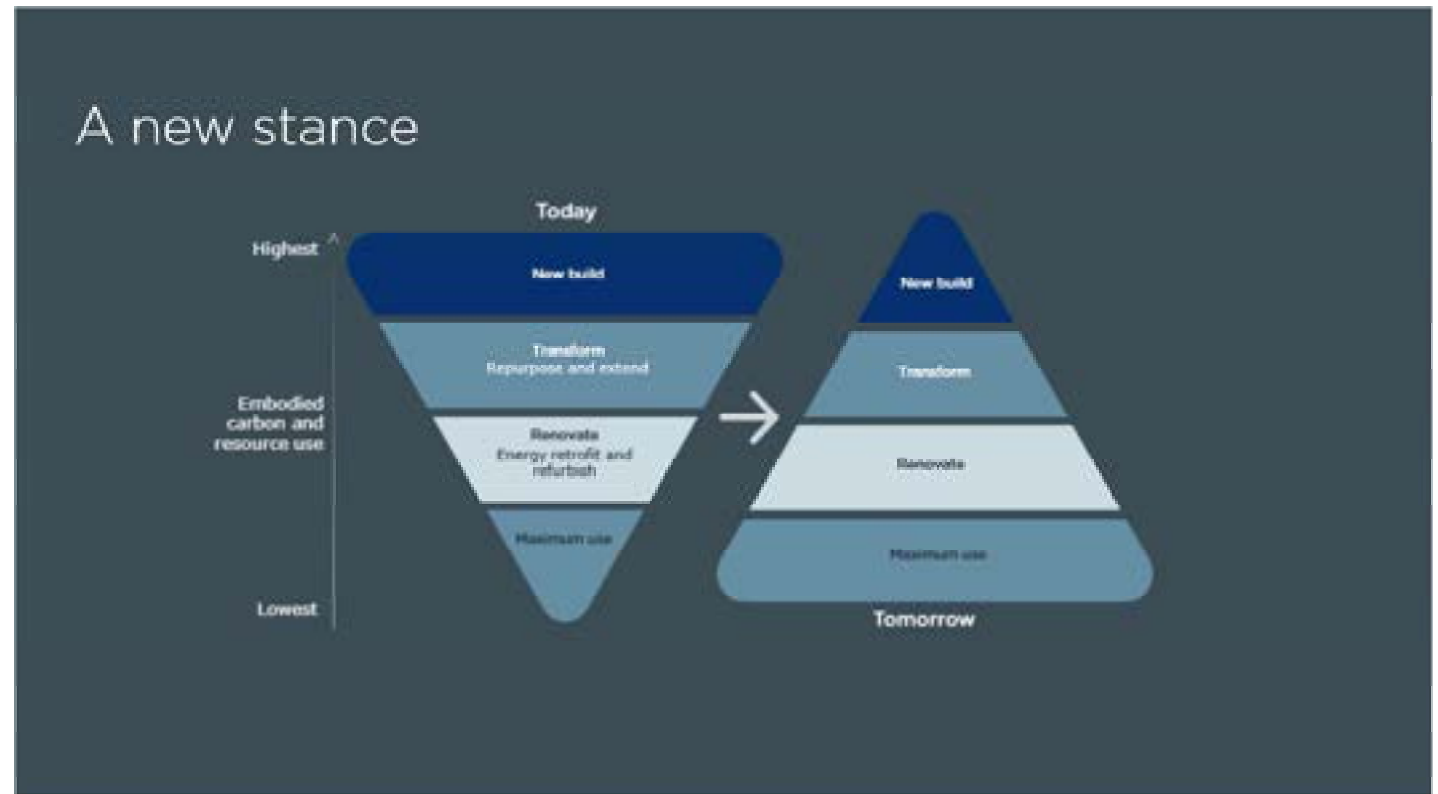 A new stance
Today
Highest
New build
Transform
Repurpose and extend
Embodied
carbon and
resource use
Renovate
Energy retrofit and
refurbish
Maximum use
Lowest
New build
Transform
Renovate
Maximum use
Tomorrow